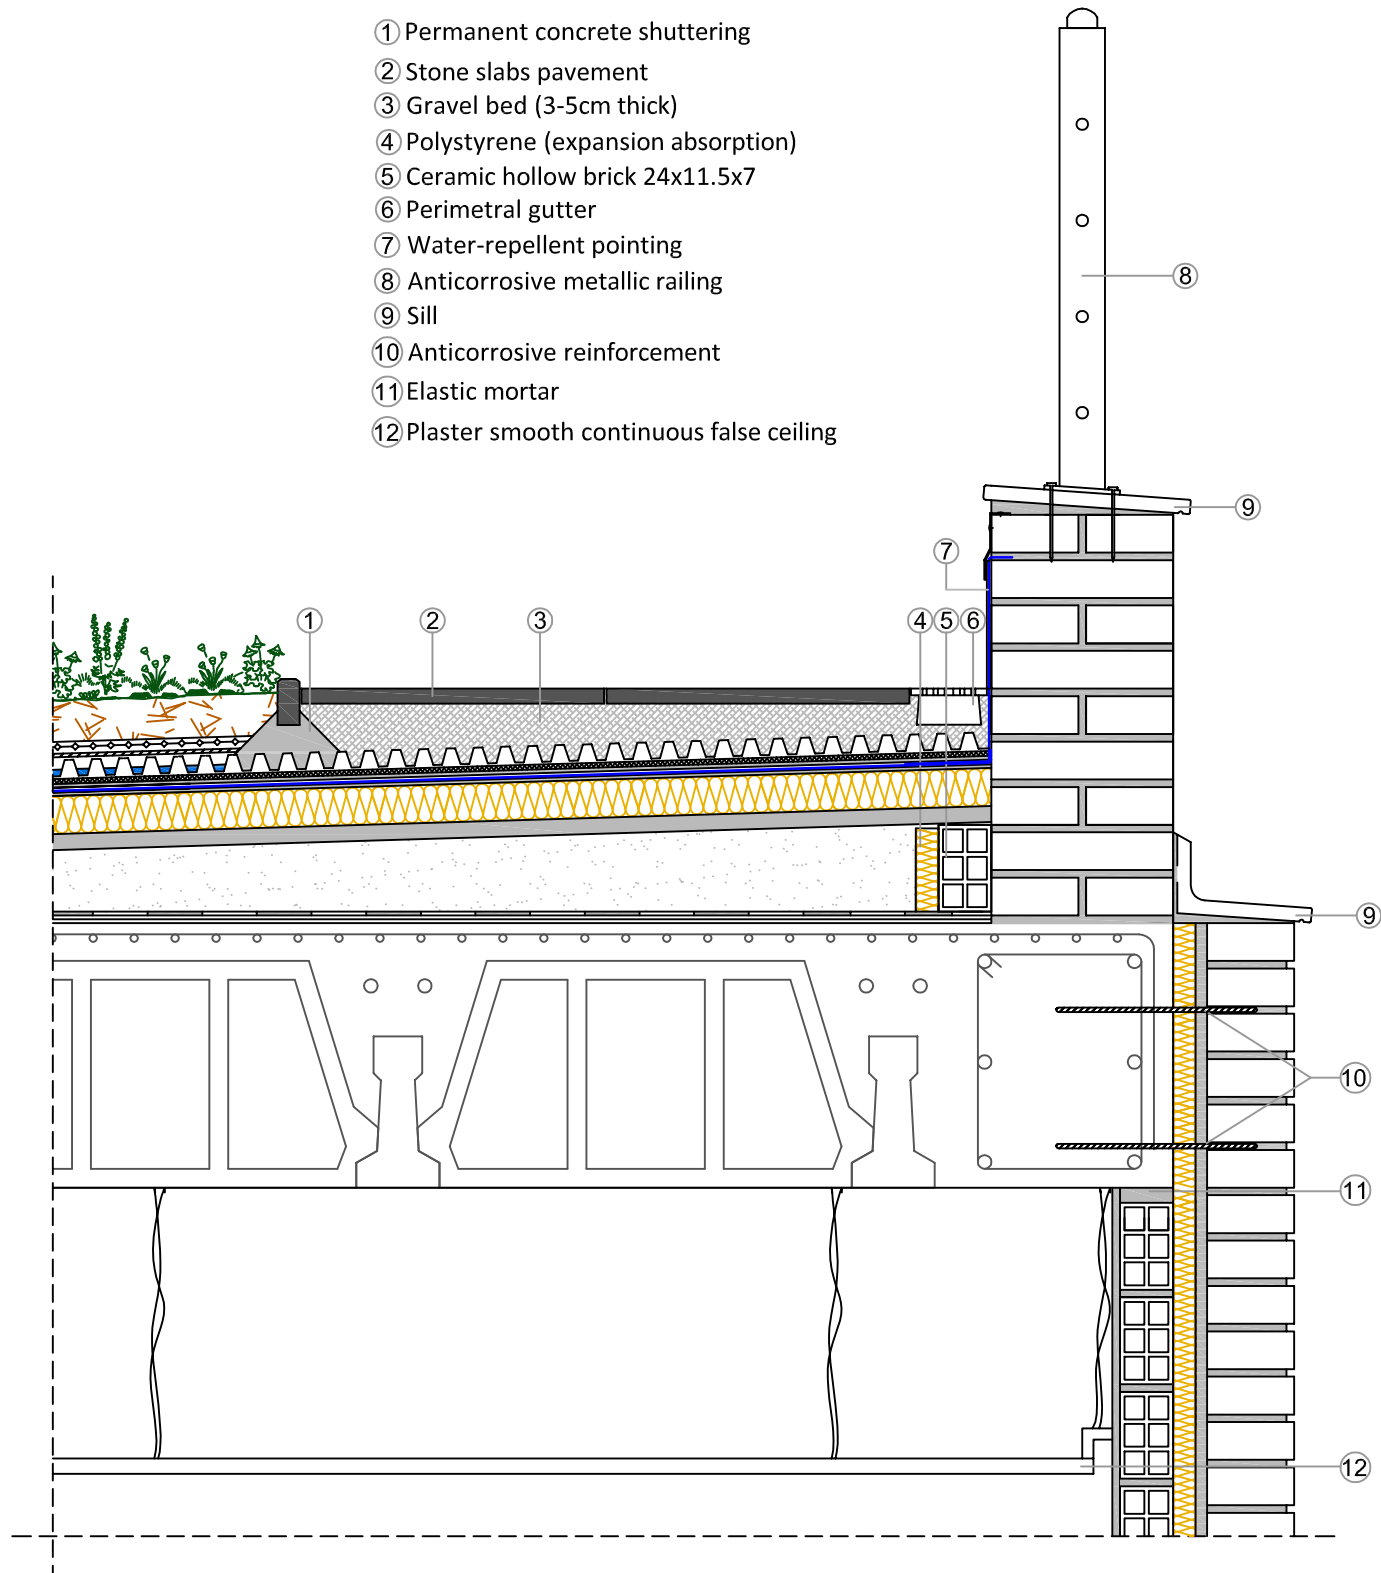 1 Permanent concrete shuttering
2 Stone slabs pavement
3 Gravel bed (3-5cm thick)
4 Polystyrene (expansion absorption)
5 Ceramic hollow brick 24x11.5x7
6 Perimetral gutter
7 Water-repellent pointing
8 Anticorrosive metallic railing
9 Sill
10 Anticorrosive reinforcement
11 Elastic mortar
12 Plaster smooth continuous false ceiling
8
9
7
1 2 3 4 5 6
9
10
11
12